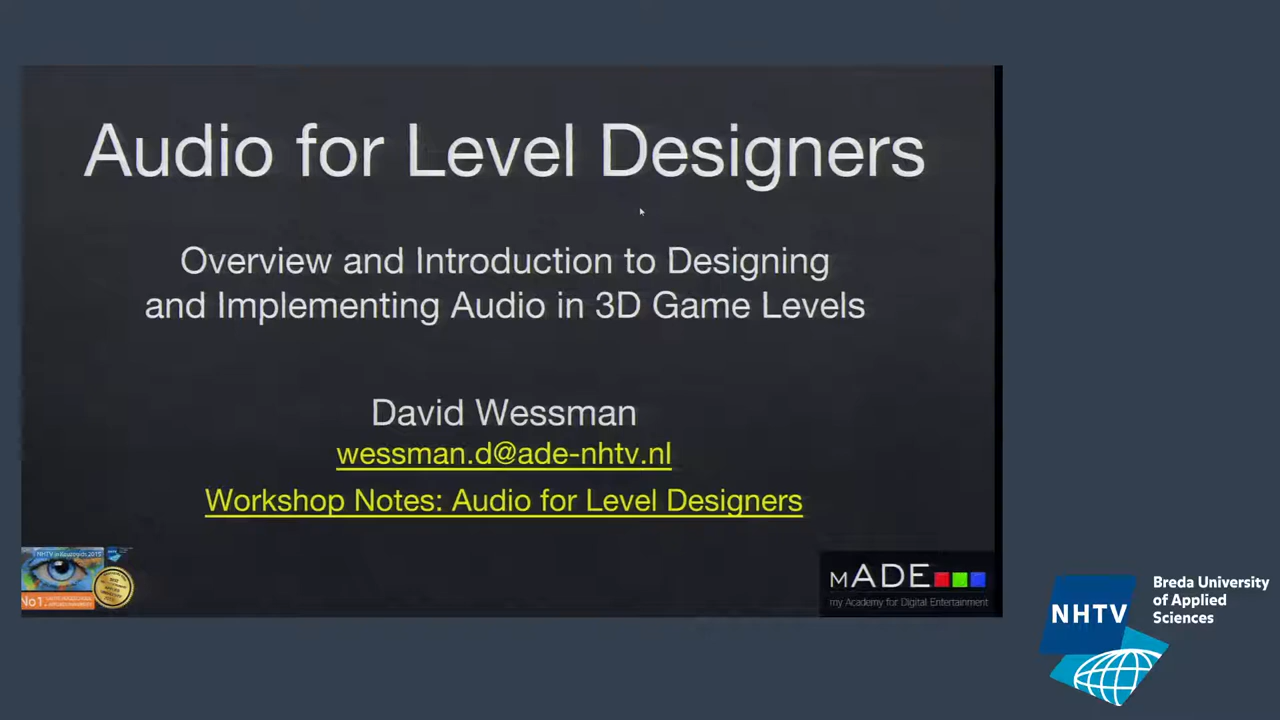 Audio for Level Designers
Overview and Introduction to Designing
and Implementing Audio in 3D Game Levels
David Wessman
wessman.d@ade-nhtv.nl
Workshop Notes: Audio for Level Designers
No1.
mADE
my Academy for Digital Entertainment
NHTV
Breda University
of Applied
Sciences